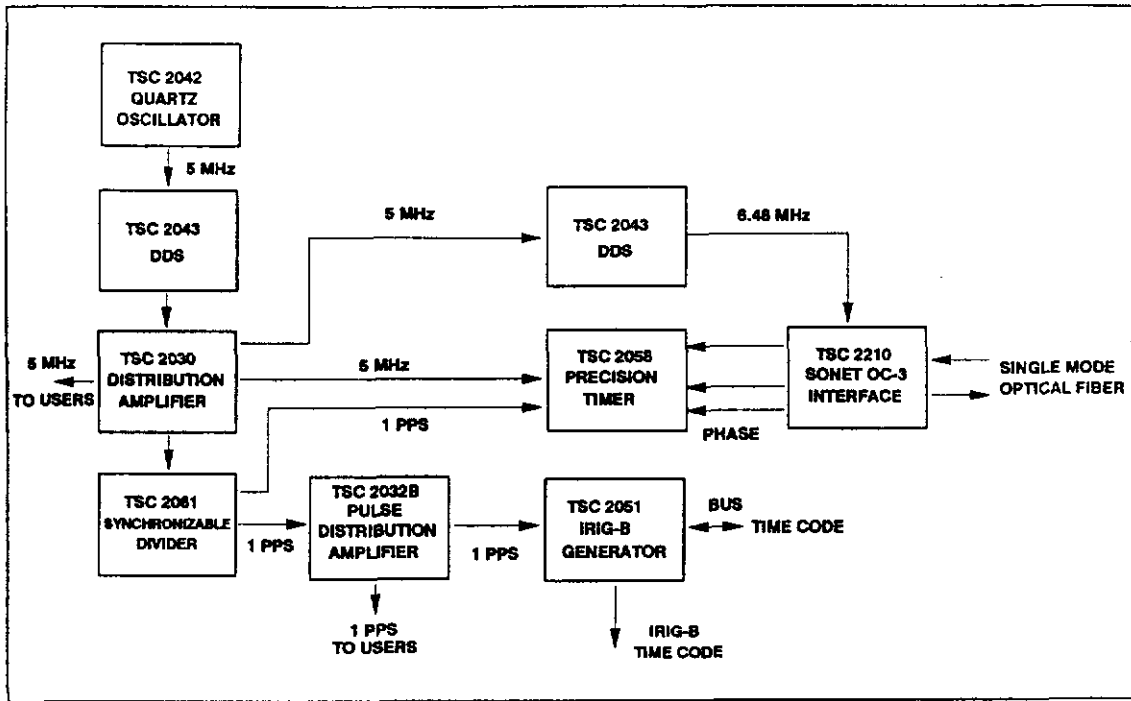 TSC 2042
QUARTZ
OSCILLATOR
5 MHz
TSC 2043
DDS
5 MHz
TSC 2043
DDS
6.48 MHz
5 MHz
TO USERS
TSC 2030
DISTRIBUTION
AMPLIFIER
5 MHz
1 PPS
TSC 2058
PRECISION
TIMER
PHASE
TSC 2210
SONET OC-3
INTERFACE
SINGLE MODE
OPTICAL FIBER
TSC 2061
SYNCHRONIZABLE
DIVIDER
1 PPS
TSC 2032B
PULSE
DISTRIBUTION
AMPLIFIER
1 PPS
TSC 2051
IRIG-B
GENERATOR
BUS
TIME CODE
1 PPS
TO USERS
IRIG-B
TIME CODE